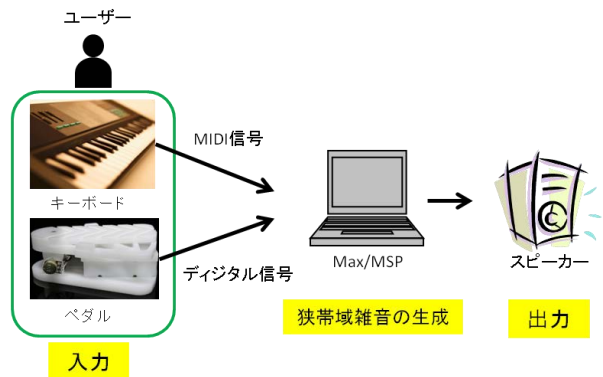 ユーザー
MIDI信号
キーボード
ディジタル信号
ペダル
入力
Max/MSP
狭帯域雑音の生成
スピーカー
出力